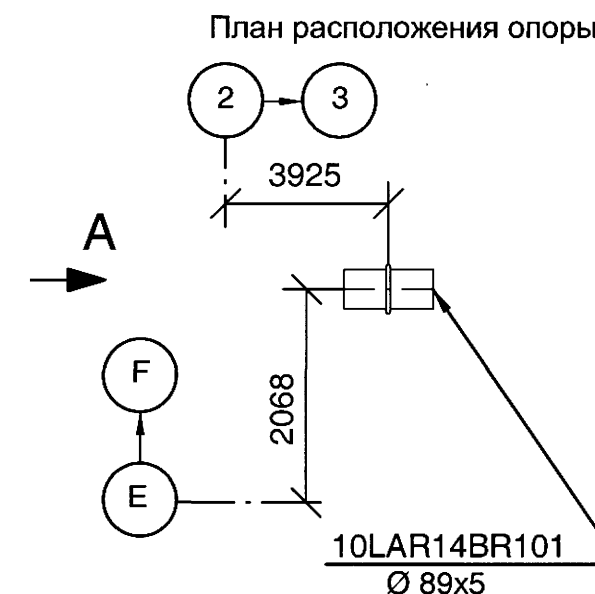 План расположения опоры
2 3
3925
A
F
2068
E
10LAR14BR101
Ø 89x5